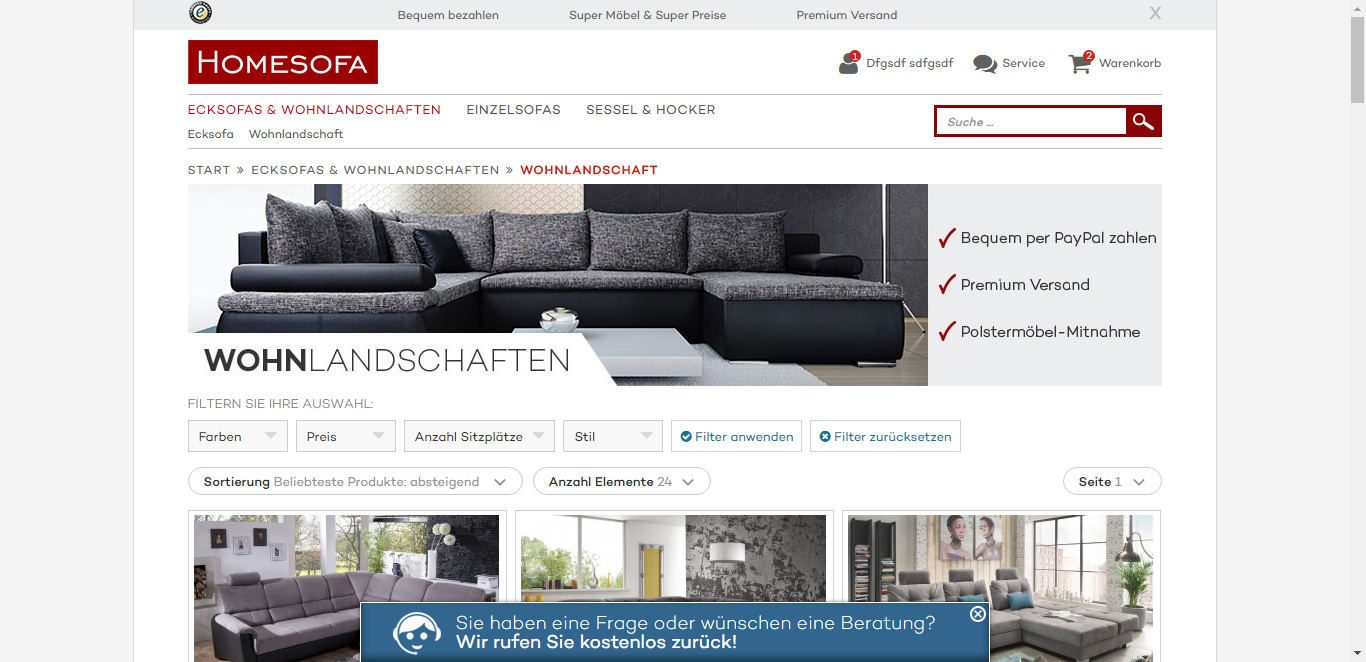 Bequem bezahlen Super Möbel & Super Preise Premium Versand X
HOMESOFA
1 Dfgsdf sdfgsdf Service 2 Warenkorb
ECKSOFAS & WOHNLANDSCHAFTEN EINZELSOFAS SESSEL & HOCKER
Suche ...
Ecksofa Wohnlandschaft
START » ECKSOFAS & WOHNLANDSCHAFTEN » WOHNLANDSCHAFT
Bequem per PayPal zahlen
Premium Versand
Polstermöbel-Mitnahme
WOHNLANDSCHAFTEN
FILTERN SIE IHRE AUSWAHL:
Farben Preis Anzahl Sitzplätze Stil Filter anwenden Filter zurücksetzen
Sortierung Beliebteste Produkte: absteigend Anzahl Elemente 24 Seite 1
Sie haben eine Frage oder wünschen eine Beratung?
Wir rufen Sie kostenlos zurück!